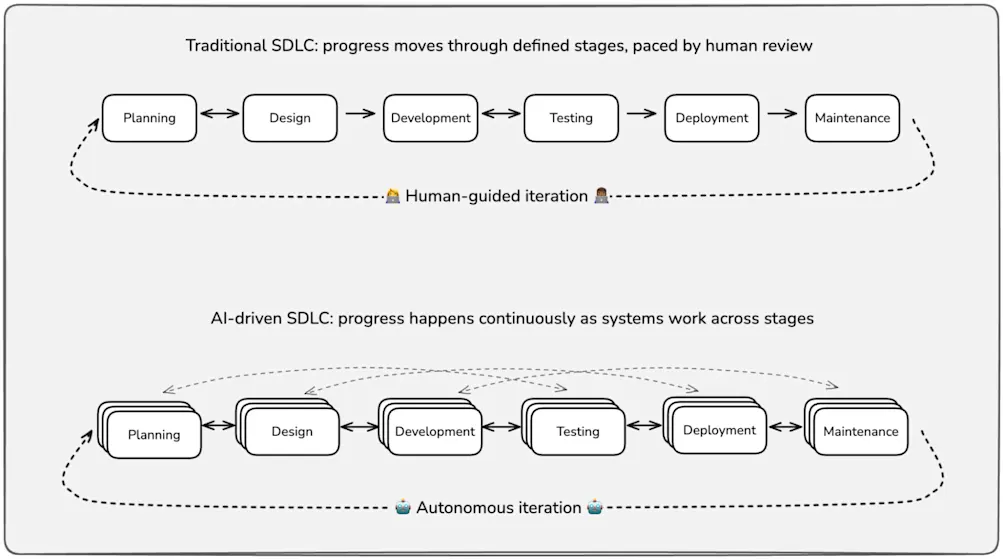 Traditional SDLC: progress moves through defined stages, paced by human review
Planning
Design
Development
Testing
Deployment
Maintenance
Human-guided iteration
AI-driven SDLC: progress happens continuously as systems work across stages
Planning
Design
Development
Testing
Deployment
Maintenance
Autonomous iteration